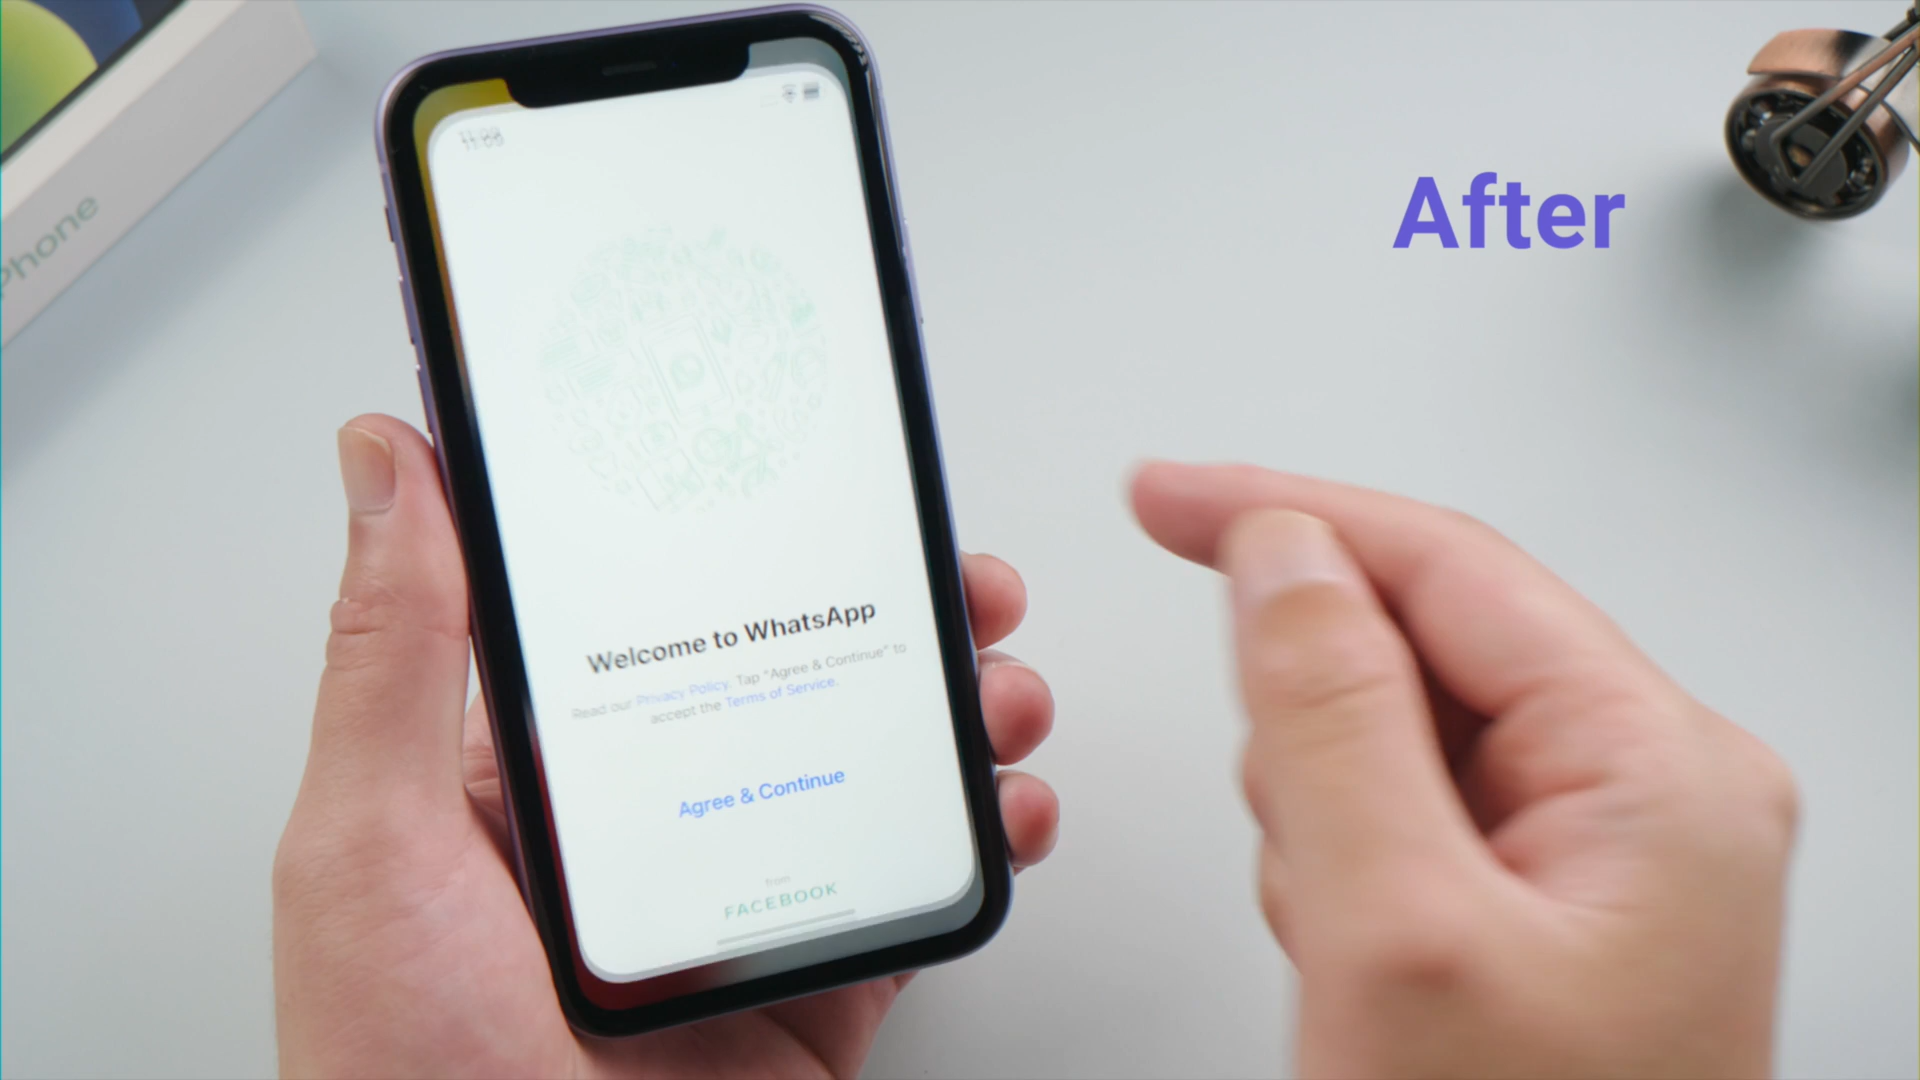 After
Phone
Welcome to WhatsApp
Read our Privacy Policy. Tap "Agree & Continue" to
accept the Terms of Service.
Agree & Continue
from
FACEBOOK